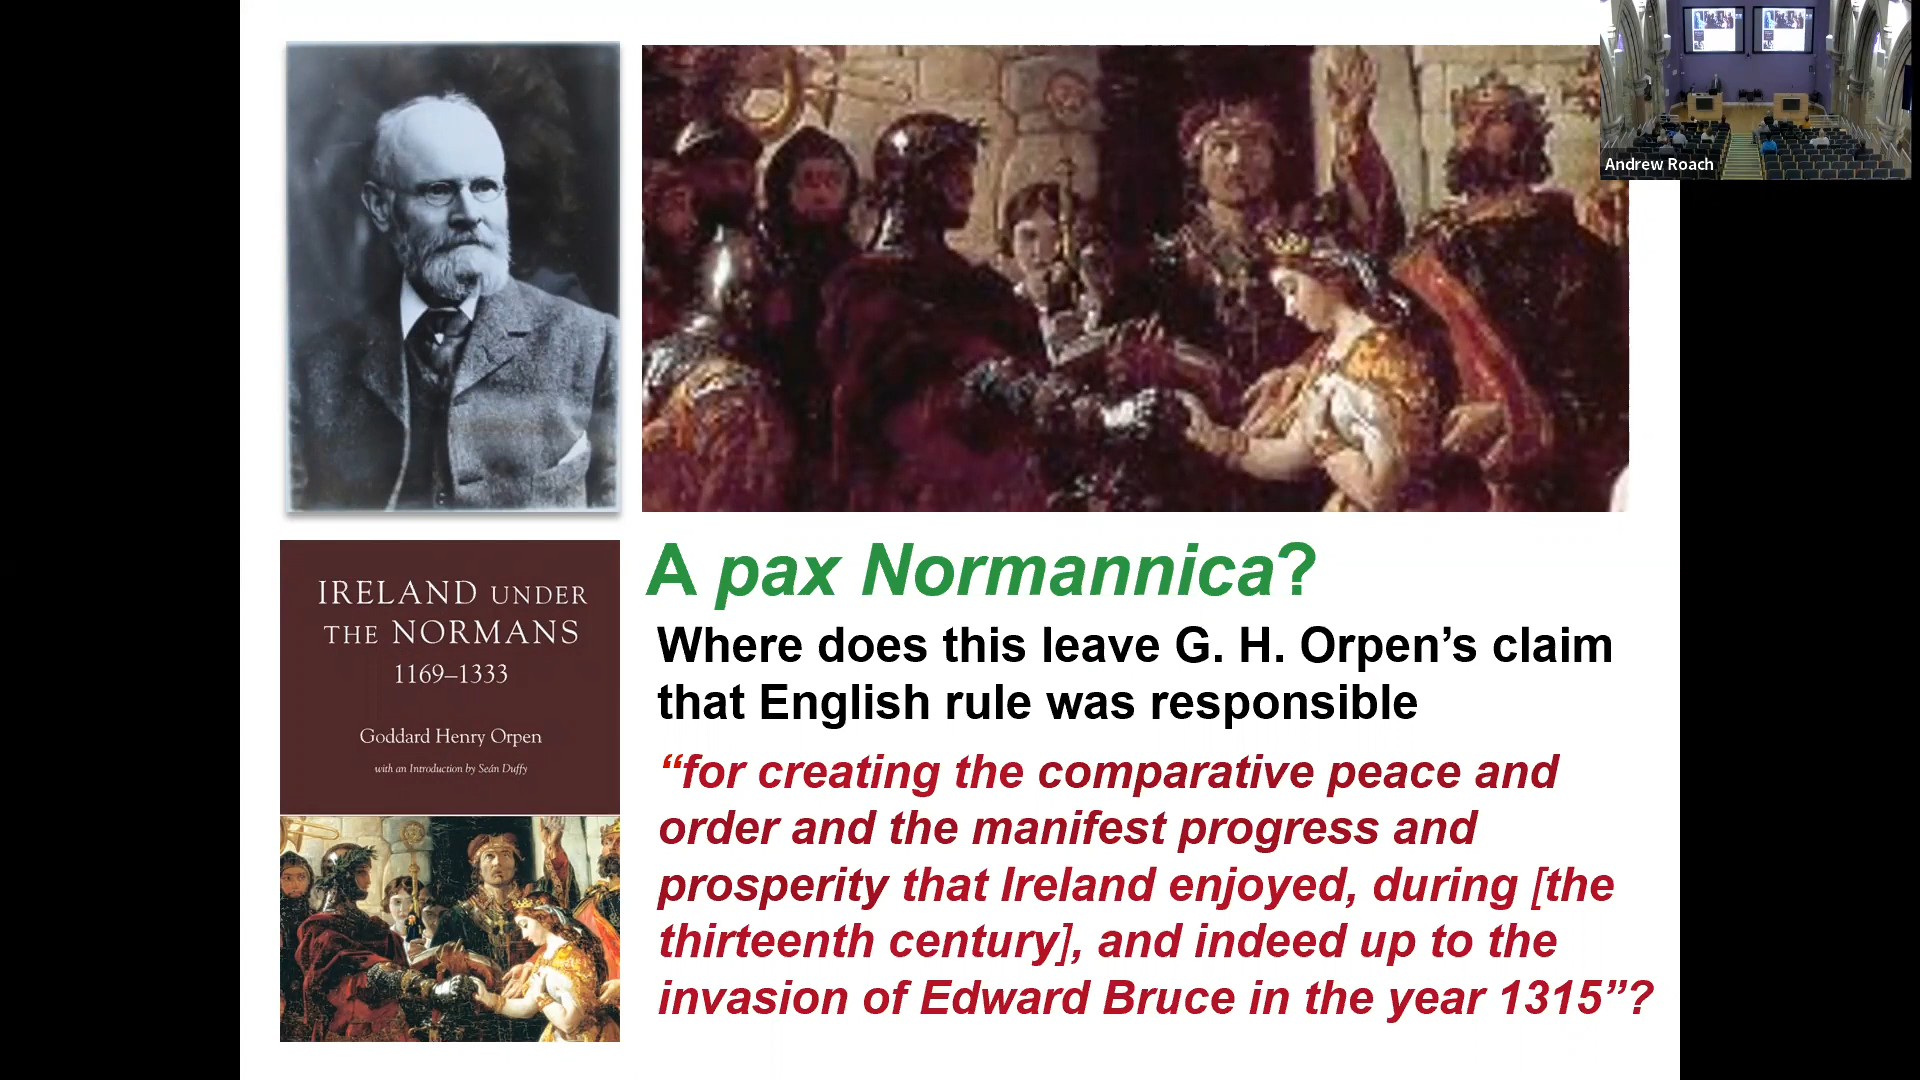 Andrew Roach
IRELAND UNDER
THE NORMANS
1169–1333
Goddard Henry Orpen
with an Introduction by Seán Duffy
A pax Normannica?
Where does this leave G. H. Orpen’s claim
that English rule was responsible
“for creating the comparative peace and
order and the manifest progress and
prosperity that Ireland enjoyed, during [the
thirteenth century], and indeed up to the
invasion of Edward Bruce in the year 1315”?